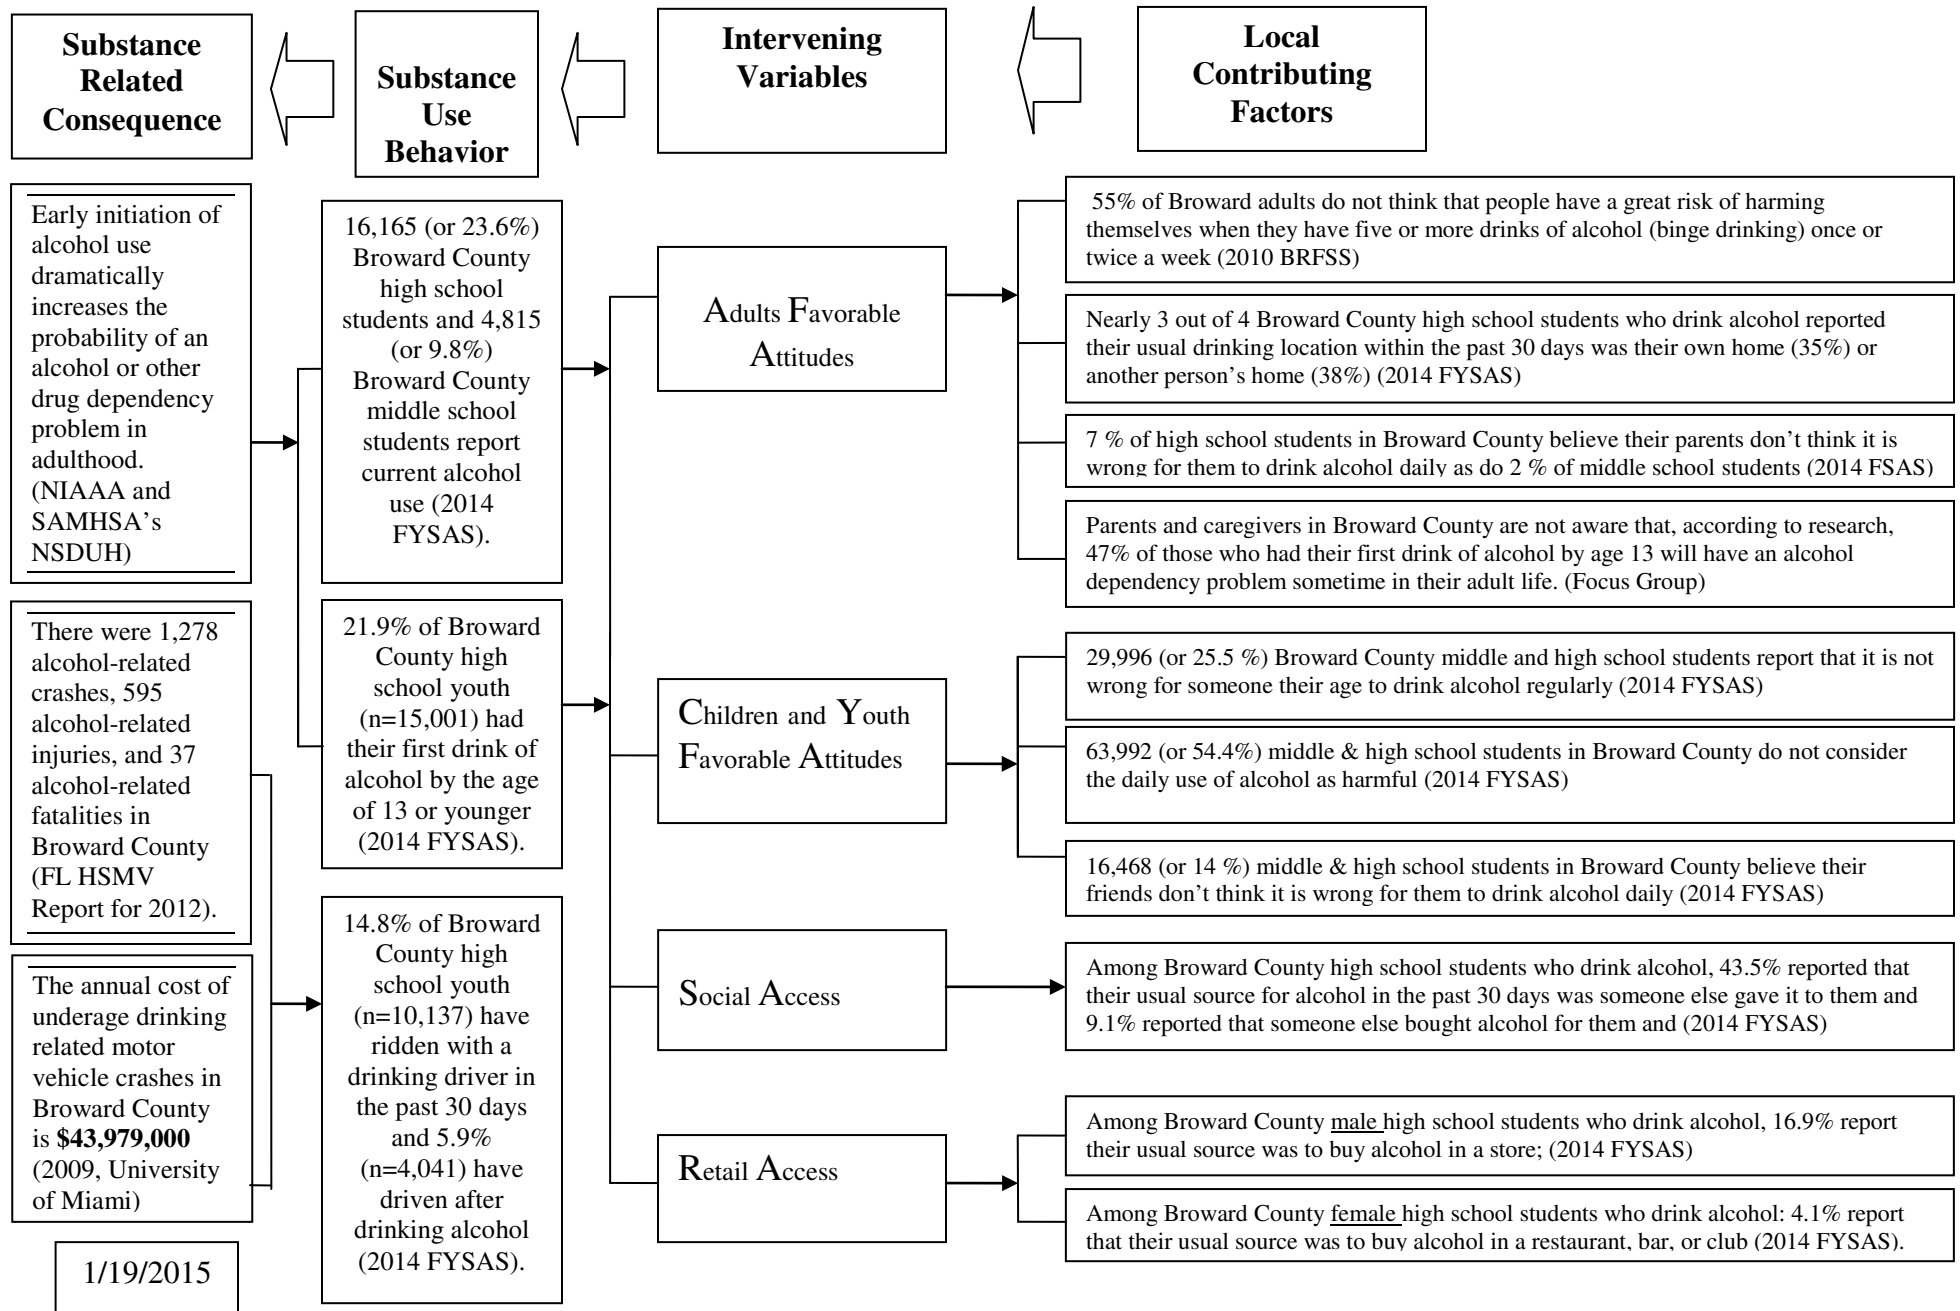 Substance
Related
Consequence
Substance
Use
Behavior
Intervening
Variables
Local
Contributing
Factors
Early initiation of
alcohol use
dramatically
increases the
probability of an
alcohol or other
drug dependency
problem in
adulthood.
(NIAAA and
SAMHSA's
NSDUH)
There were 1,278
alcohol-related
crashes, 595
alcohol-related
injuries, and 37
alcohol-related
fatalities in
Broward County
(FL HSMV
Report for 2012).
The annual cost of
underage drinking
related motor
vehicle crashes in
Broward County
is $43,979,000
(2009, University
of Miami)
1/19/2015
16,165 (or 23.6%)
Broward County
high school
students and 4,815
(or 9.8%)
Broward County
middle school
students report
current alcohol
use (2014
FYSAS).
21.9% of Broward
County high
school youth
(n=15,001) had
their first drink of
alcohol by the age
of 13 or younger
(2014 FYSAS).
14.8% of Broward
County high
school youth
(n=10,137) have
ridden with a
drinking driver in
the past 30 days
and 5.9%
(n=4,041) have
driven after
drinking alcohol
(2014 FYSAS).
Adults Favorable
Attitudes
Children and Youth
Favorable Attitudes
Social Access
Retail Access
55% of Broward adults do not think that people have a great risk of harming
themselves when they have five or more drinks of alcohol (binge drinking) once or
twice a week (2010 BRFSS)
Nearly 3 out of 4 Broward County high school students who drink alcohol reported
their usual drinking location within the past 30 days was their own home (35%) or
another person's home (38%) (2014 FYSAS)
7 % of high school students in Broward County believe their parents don't think it is
wrong for them to drink alcohol daily as do 2 % of middle school students (2014 FSAS)
Parents and caregivers in Broward County are not aware that, according to research,
47% of those who had their first drink of alcohol by age 13 will have an alcohol
dependency problem sometime in their adult life. (Focus Group)
29,996 (or 25.5 %) Broward County middle and high school students report that it is not
wrong for someone their age to drink alcohol regularly (2014 FYSAS)
63,992 (or 54.4%) middle & high school students in Broward County do not consider
the daily use of alcohol as harmful (2014 FYSAS)
16,468 (or 14 %) middle & high school students in Broward County believe their
friends don't think it is wrong for them to drink alcohol daily (2014 FYSAS)
Among Broward County high school students who drink alcohol, 43.5% reported that
their usual source for alcohol in the past 30 days was someone else gave it to them and
9.1% reported that someone else bought alcohol for them and (2014 FYSAS)
Among Broward County male high school students who drink alcohol, 16.9% report
their usual source was to buy alcohol in a store; (2014 FYSAS)
Among Broward County female high school students who drink alcohol: 4.1% report
that their usual source was to buy alcohol in a restaurant, bar, or club (2014 FYSAS).